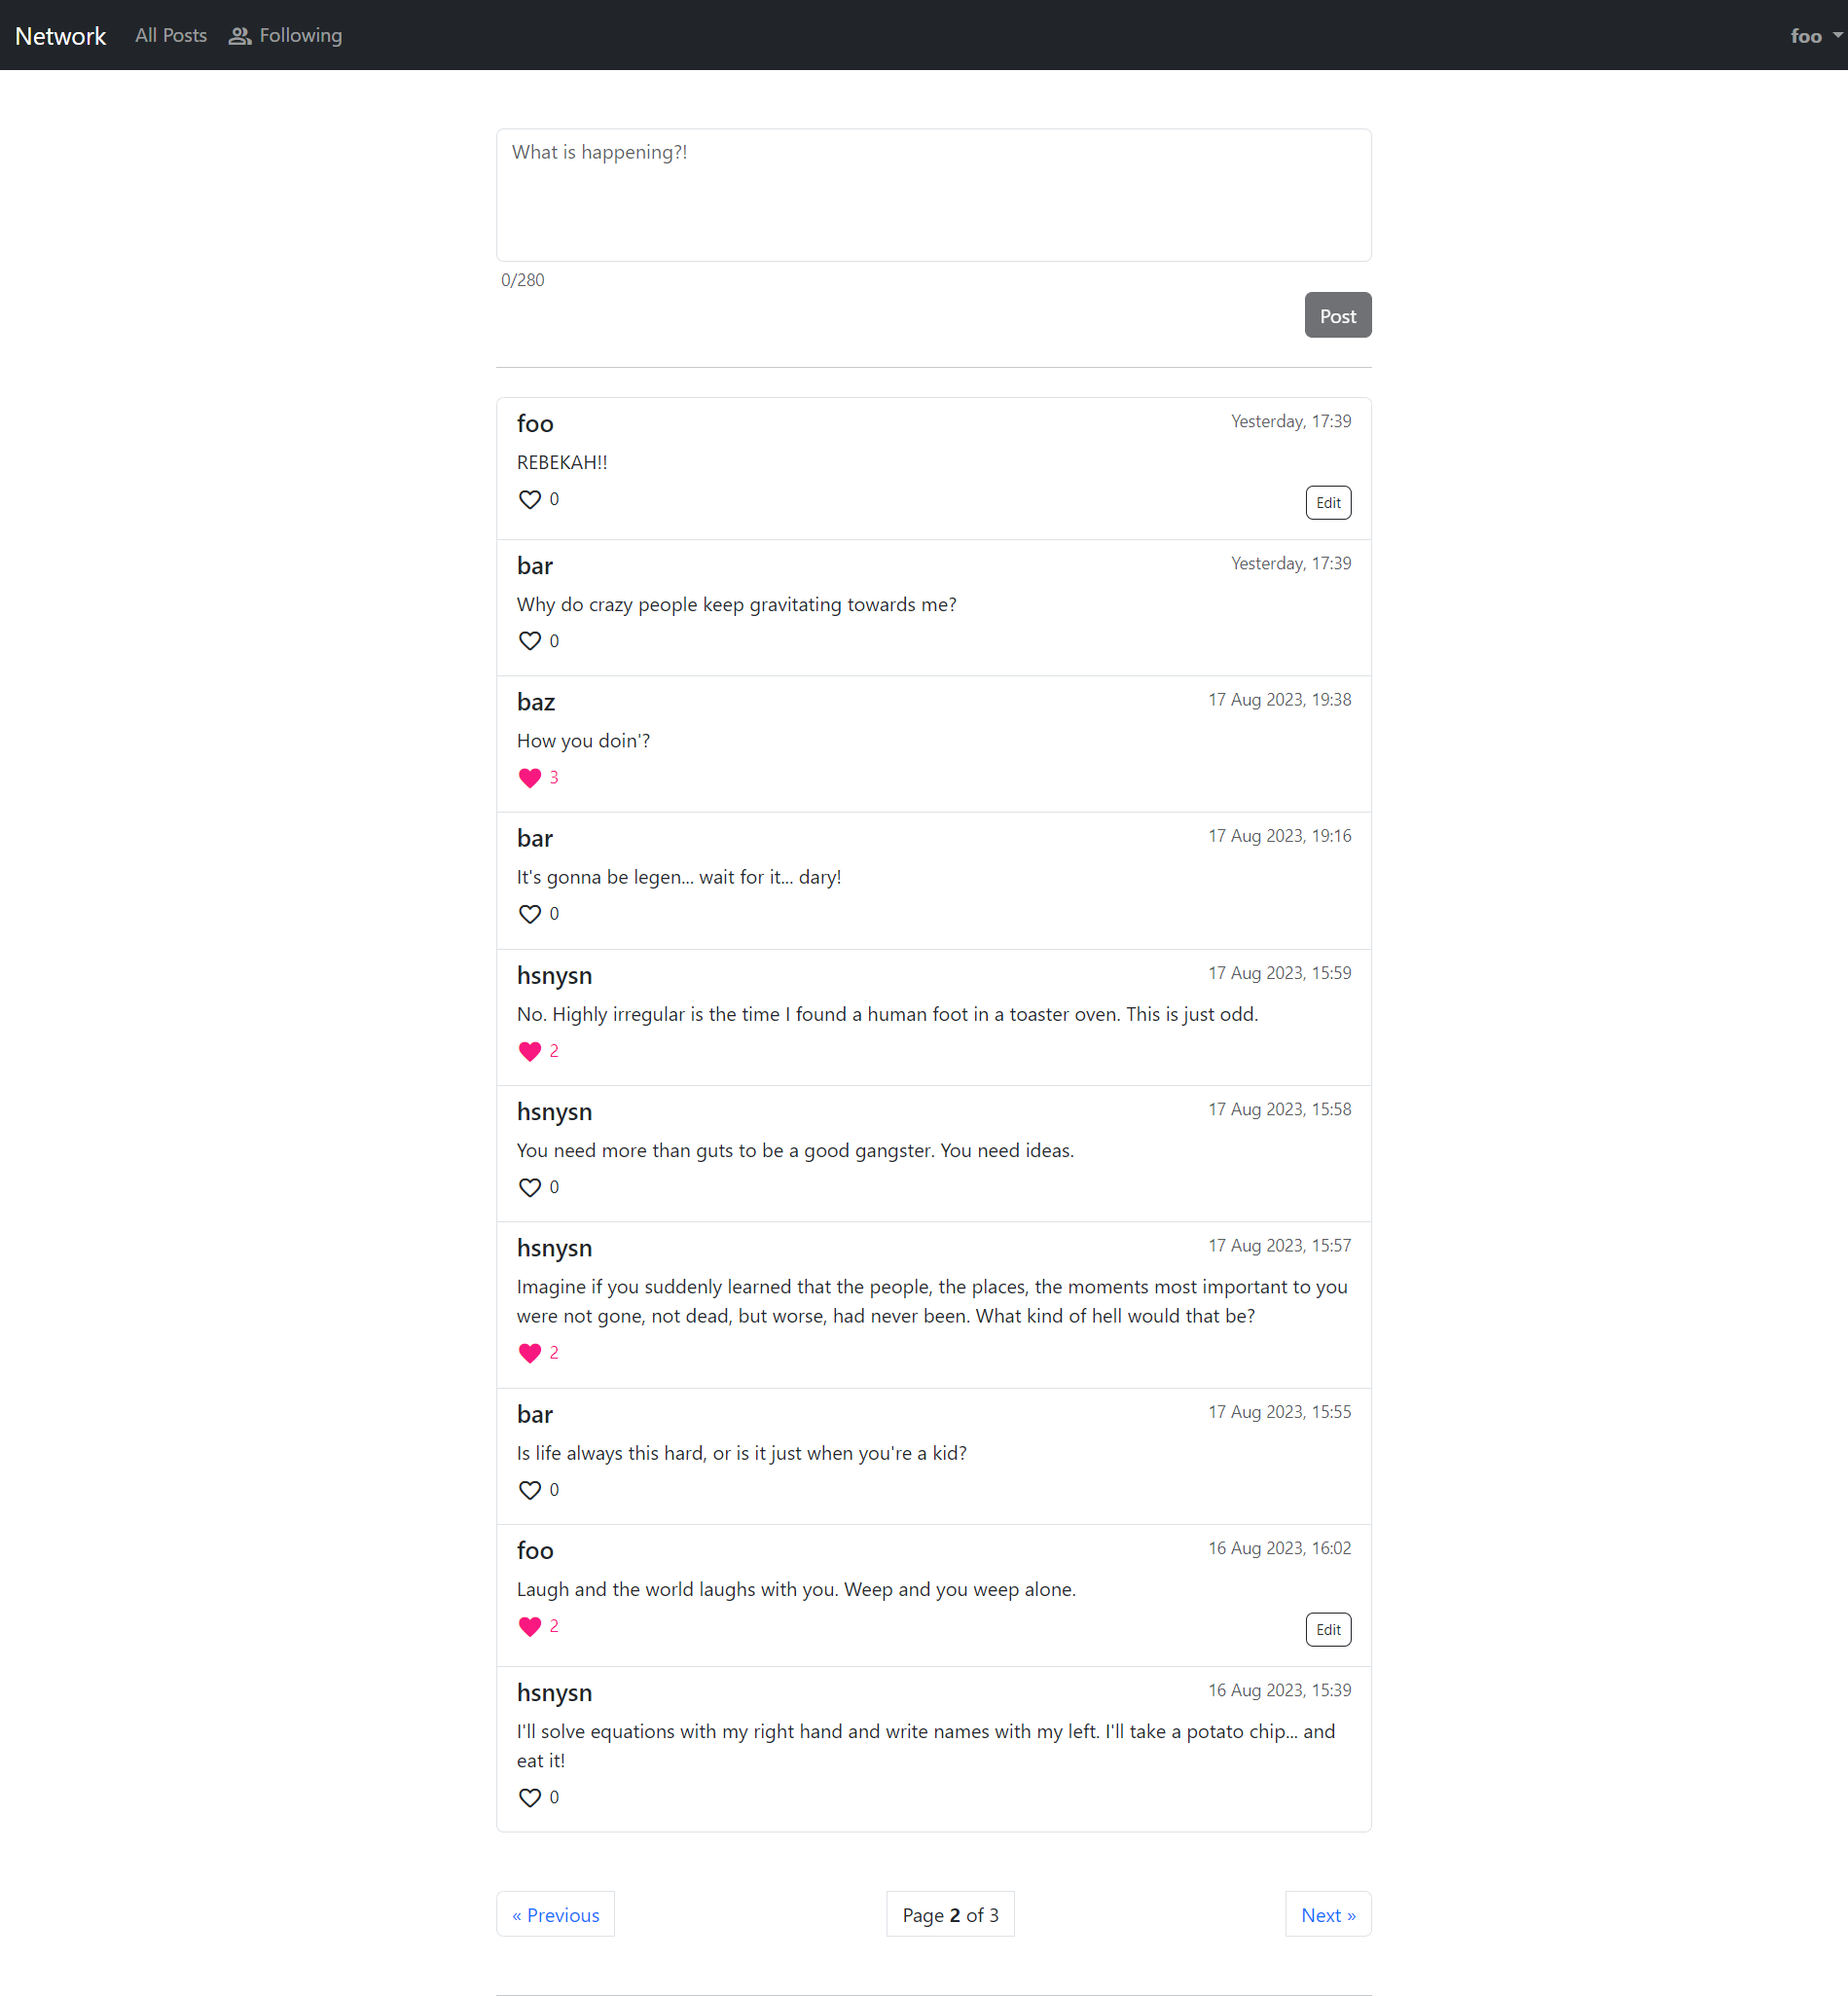 Network All Posts Following foo
What is happening?!
0/280
Post
foo Yesterday, 17:39
REBEKAH!!
0 Edit
bar Yesterday, 17:39
Why do crazy people keep gravitating towards me?
0
baz 17 Aug 2023, 19:38
How you doin'?
3
bar 17 Aug 2023, 19:16
It's gonna be legen... wait for it... dary!
0
hsnysn 17 Aug 2023, 15:59
No. Highly irregular is the time I found a human foot in a toaster oven. This is just odd.
2
hsnysn 17 Aug 2023, 15:58
You need more than guts to be a good gangster. You need ideas.
0
hsnysn 17 Aug 2023, 15:57
Imagine if you suddenly learned that the people, the places, the moments most important to you
were not gone, not dead, but worse, had never been. What kind of hell would that be?
2
bar 17 Aug 2023, 15:55
Is life always this hard, or is it just when you're a kid?
0
foo 16 Aug 2023, 16:02
Laugh and the world laughs with you. Weep and you weep alone.
2 Edit
hsnysn 16 Aug 2023, 15:39
I'll solve equations with my right hand and write names with my left. I'll take a potato chip... and
eat it!
0
« Previous Page 2 of 3 Next »